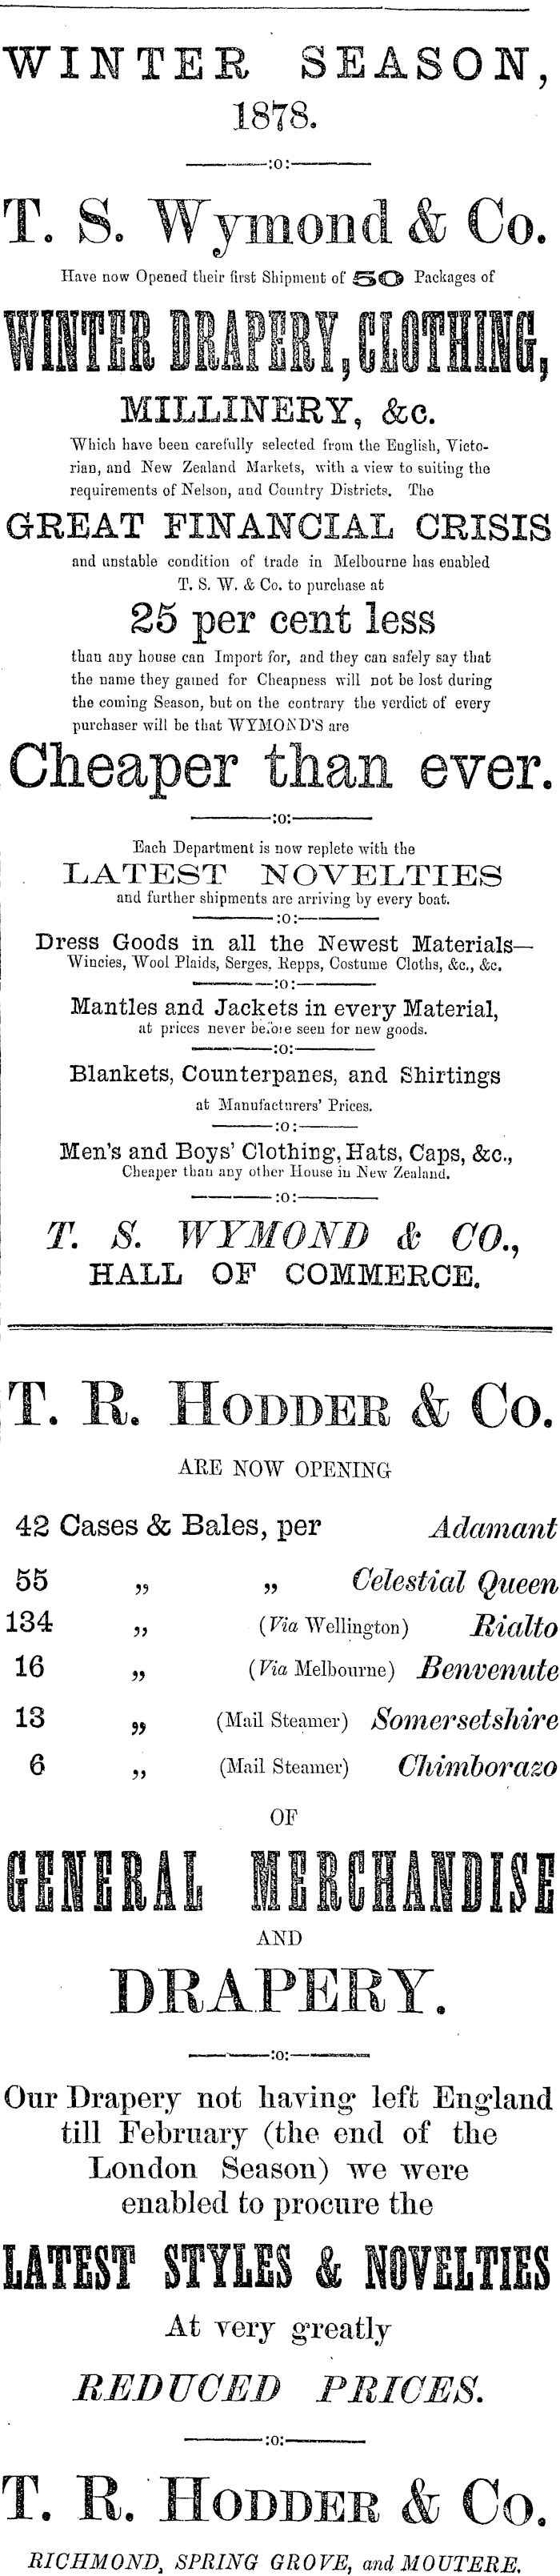 WINTER SEASON,
1878.
:o:
T. S. Wymond & Co.
Have now Opened their first Shipment of 50 Packages of
WINTER DRAPERY, CLOTHING,
MILLINERY, &c.
Which have been carefully selected from the English, Victo-
rian, and New Zealand Markets, with a view to suiting the
requirements of Nelson, and Country Districts. The
GREAT FINANCIAL CRISIS
and unstable condition of trade in Melbourne has enabled
T. S. W. & Co. to purchase at
25 per cent less
than any house can Import for, and they can safely say that
the name they gained for Cheapness will not be lost during
the coming Season, but on the contrary the verdict of every
purchaser will be that WYMOND'S are
Cheaper than ever.
:o:
Each Department is now replete with the
LATEST NOVELTIES
and further shipments are arriving by every boat.
:o:
Dress Goods in all the Newest Materials—
Wincies, Wool Plaids, Serges, Repps, Costume Cloths, &c., &c.
:o:
Mantles and Jackets in every Material,
at prices never before seen for new goods.
:o:
Blankets, Counterpanes, and Shirtings
at Manufacturers' Prices.
:o:
Men's and Boys' Clothing, Hats, Caps, &c.,
Cheaper than any other House in New Zealand.
:o:
T. S. WYMOND & CO.,
HALL OF COMMERCE.
T. R. HODDER & Co.
ARE NOW OPENING
42 Cases & Bales, per Adamant
55 „ „ Celestial Queen
134 „ (Via Wellington) Rialto
16 „ (Via Melbourne) Benvenute
13 „ (Mail Steamer) Somersetshire
6 „ (Mail Steamer) Chimborazo
OF
GENERAL MERCHANDISE
AND
DRAPERY.
:o:
Our Drapery not having left England
till February (the end of the
London Season) we were
enabled to procure the
LATEST STYLES & NOVELTIES
At very greatly
REDUCED PRICES.
:o:
T. R. HODDER & Co.
RICHMOND, SPRING GROVE, and MOUTERE.